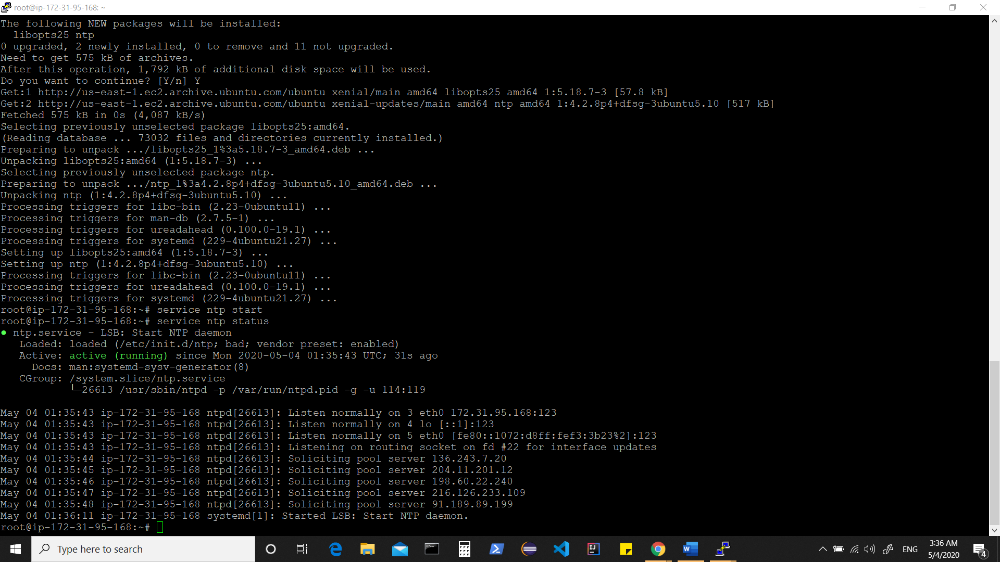 root@ip-172-31-95-168: ~
The following NEW packages will be installed:
  libopts25 ntp
0 upgraded, 2 newly installed, 0 to remove and 11 not upgraded.
Need to get 575 kB of archives.
After this operation, 1,792 kB of additional disk space will be used.
Do you want to continue? [Y/n] Y
Get:1 http://us-east-1.ec2.archive.ubuntu.com/ubuntu xenial/main amd64 libopts25 amd64 1:5.18.7-3 [57.8 kB]
Get:2 http://us-east-1.ec2.archive.ubuntu.com/ubuntu xenial-updates/main amd64 ntp amd64 1:4.2.8p4+dfsg-3ubuntu5.10 [517 kB]
Fetched 575 kB in 0s (4,087 kB/s)
Selecting previously unselected package libopts25:amd64.
(Reading database ... 73032 files and directories currently installed.)
Preparing to unpack .../libopts25_1%3a5.18.7-3_amd64.deb ...
Unpacking libopts25:amd64 (1:5.18.7-3) ...
Selecting previously unselected package ntp.
Preparing to unpack .../ntp_1%3a4.2.8p4+dfsg-3ubuntu5.10_amd64.deb ...
Unpacking ntp (1:4.2.8p4+dfsg-3ubuntu5.10) ...
Processing triggers for libc-bin (2.23-0ubuntu11) ...
Processing triggers for man-db (2.7.5-1) ...
Processing triggers for ureadahead (0.100.0-19.1) ...
Processing triggers for systemd (229-4ubuntu21.27) ...
Setting up libopts25:amd64 (1:5.18.7-3) ...
Setting up ntp (1:4.2.8p4+dfsg-3ubuntu5.10) ...
Processing triggers for libc-bin (2.23-0ubuntu11) ...
Processing triggers for ureadahead (0.100.0-19.1) ...
Processing triggers for systemd (229-4ubuntu21.27) ...
root@ip-172-31-95-168:~# service ntp start
root@ip-172-31-95-168:~# service ntp status
● ntp.service - LSB: Start NTP daemon
   Loaded: loaded (/etc/init.d/ntp; bad; vendor preset: enabled)
   Active: active (running) since Mon 2020-05-04 01:35:43 UTC; 31s ago
     Docs: man:systemd-sysv-generator(8)
   CGroup: /system.slice/ntp.service
           └─26613 /usr/sbin/ntpd -p /var/run/ntpd.pid -g -u 114:119
May 04 01:35:43 ip-172-31-95-168 ntpd[26613]: Listen normally on 3 eth0 172.31.95.168:123
May 04 01:35:43 ip-172-31-95-168 ntpd[26613]: Listen normally on 4 lo [::1]:123
May 04 01:35:43 ip-172-31-95-168 ntpd[26613]: Listen normally on 5 eth0 [fe80::1072:d8ff:fef3:3b23%2]:123
May 04 01:35:43 ip-172-31-95-168 ntpd[26613]: Listening on routing socket on fd #22 for interface updates
May 04 01:35:44 ip-172-31-95-168 ntpd[26613]: Soliciting pool server 136.243.7.20
May 04 01:35:45 ip-172-31-95-168 ntpd[26613]: Soliciting pool server 204.11.201.12
May 04 01:35:46 ip-172-31-95-168 ntpd[26613]: Soliciting pool server 198.60.22.240
May 04 01:35:47 ip-172-31-95-168 ntpd[26613]: Soliciting pool server 216.126.233.109
May 04 01:35:48 ip-172-31-95-168 ntpd[26613]: Soliciting pool server 91.189.89.199
May 04 01:36:11 ip-172-31-95-168 systemd[1]: Started LSB: Start NTP daemon.
root@ip-172-31-95-168:~#
Type here to search
ENG
3:36 AM
5/4/2020
4